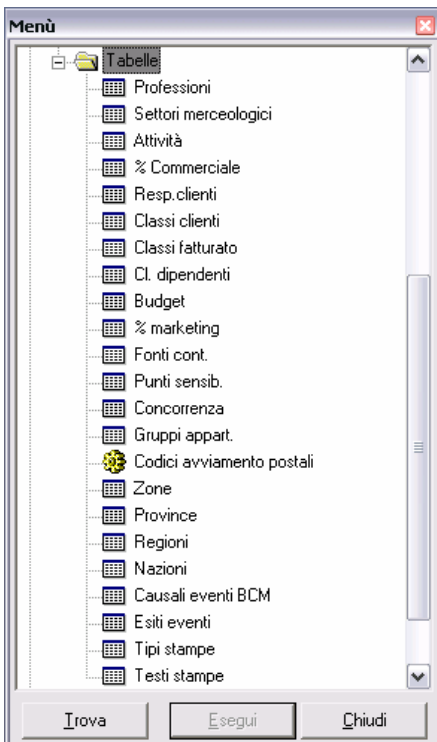 Menù
Tabelle
Professioni
Settori merceologici
Attività
% Commerciale
Resp.clienti
Classi clienti
Classi fatturato
Cl. dipendenti
Budget
% marketing
Fonti cont.
Punti sensib.
Concorrenza
Gruppi appart.
Codici avviamento postali
Zone
Province
Regioni
Nazioni
Causali eventi BCM
Esiti eventi
Tipi stampe
Testi stampe
Trova Esegui Chiudi